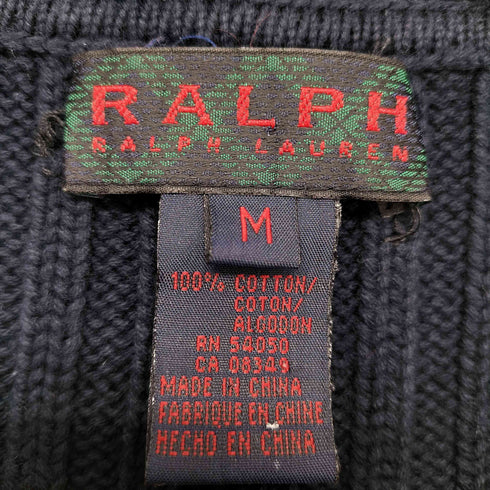 RALPH
RALPH LAUREN
M
100% COTTON/
COTON/
ALGODON
RN 54050
CA 08349
MADE IN CHINA
FABRIQUE EN CHINE
HECHO EN CHINA